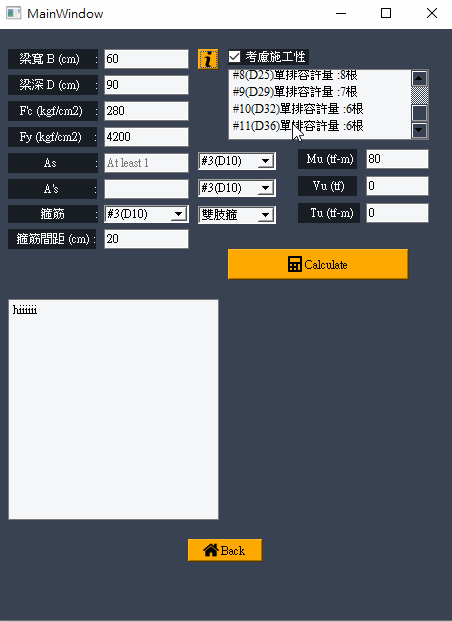 MainWindow
梁寬 B (cm) : 60
考慮施工性
梁深 D (cm) : 90
#8(D25)單排容許量 :8根
#9(D29)單排容許量 :7根
#10(D32)單排容許量 :6根
#11(D36)單排容許量 :6根
F'c (kgf/cm2) : 280
Fy (kgf/cm2) : 4200
As : At least 1 #3(D10)
Mu (tf-m) 80
A's : #3(D10)
Vu (tf) 0
箍筋 : #3(D10) 雙肢箍
Tu (tf-m) 0
箍筋間距 (cm) : 20
Calculate
hiiiiii
Back